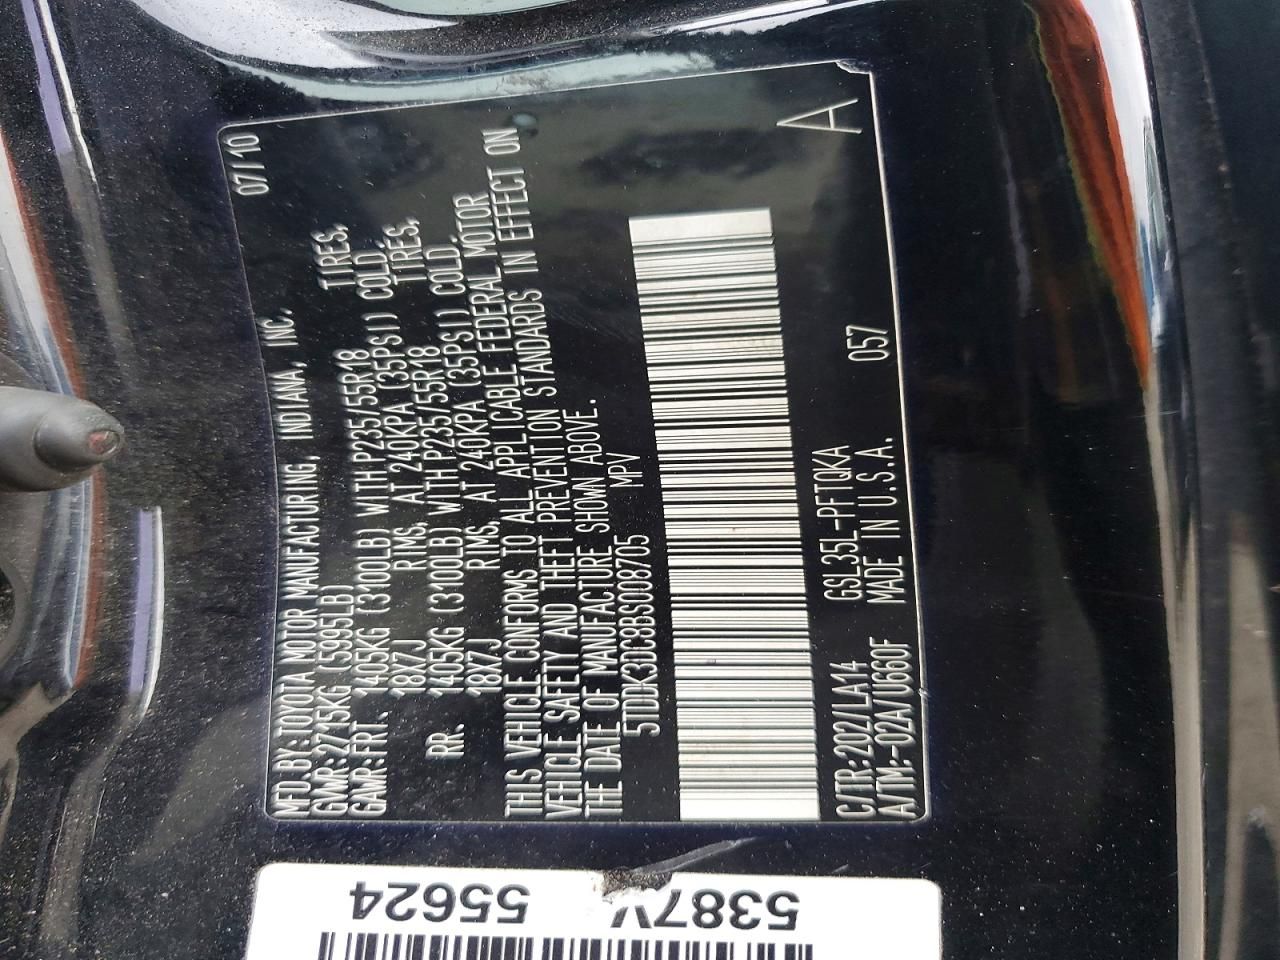 MFD.BY:TOYOTA MOTOR MANUFACTURING, INDIANA, INC. 07/10
GVWR:2715KG (5995LB)
GAWR:FRT. 1405KG (3100LB) WITH P235/55R18 TIRES,
18X7J RIMS, AT 240KPA (35PSI) COLD.
RR. 1405KG (3100LB) WITH P235/55R18 TIRES,
18X7J RIMS, AT 240KPA (35PSI) COLD.
THIS VEHICLE CONFORMS TO ALL APPLICABLE FEDERAL MOTOR
VEHICLE SAFETY AND THEFT PREVENTION STANDARDS IN EFFECT ON
THE DATE OF MANUFACTURE SHOWN ABOVE.
5TDDK3DC8BS008705 MPV
C/TR:202/LA14 GSL35L-PFTQKA 057 A
A/TM:-02A/U660F MADE IN U.S.A.
5387V
55624